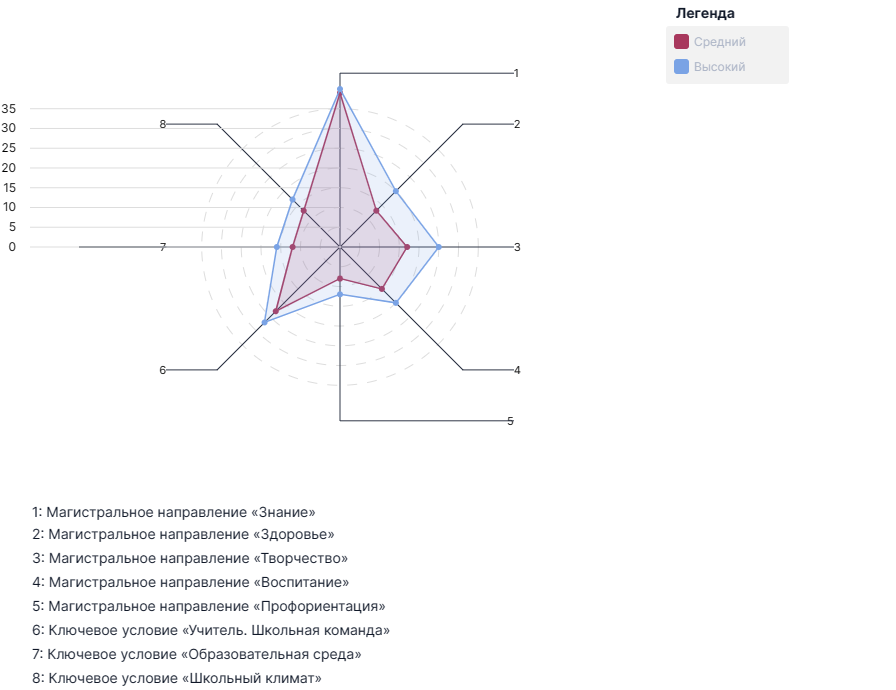 Легенда
Средний
Высокий
1
35
8
2
30
25
20
15
10
5
0
7
3
6
4
5
1: Магистральное направление «Знание»
2: Магистральное направление «Здоровье»
3: Магистральное направление «Творчество»
4: Магистральное направление «Воспитание»
5: Магистральное направление «Профориентация»
6: Ключевое условие «Учитель. Школьная команда»
7: Ключевое условие «Образовательная среда»
8: Ключевое условие «Школьный климат»